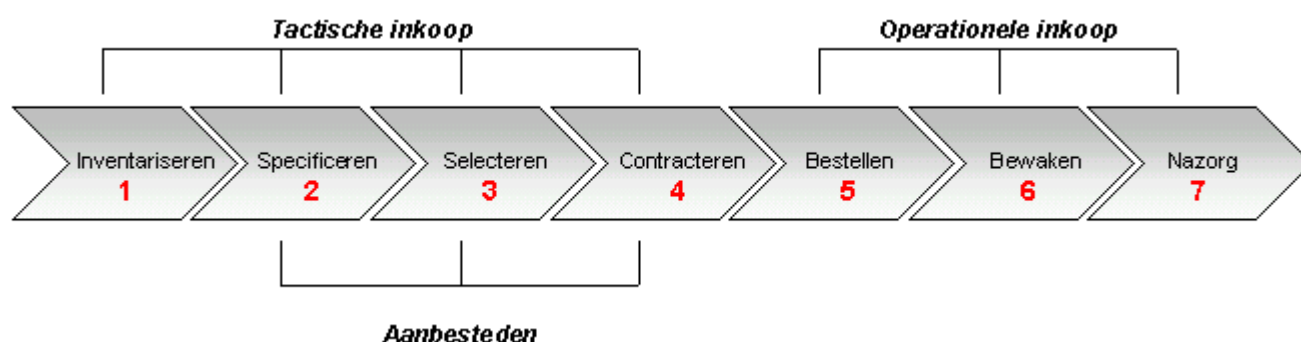 Tactische inkoop
Operationele inkoop
Inventariseren
1
Specificeren
2
Selecteren
3
Contracteren
4
Bestellen
5
Bewaken
6
Nazorg
7
Aanbesteden